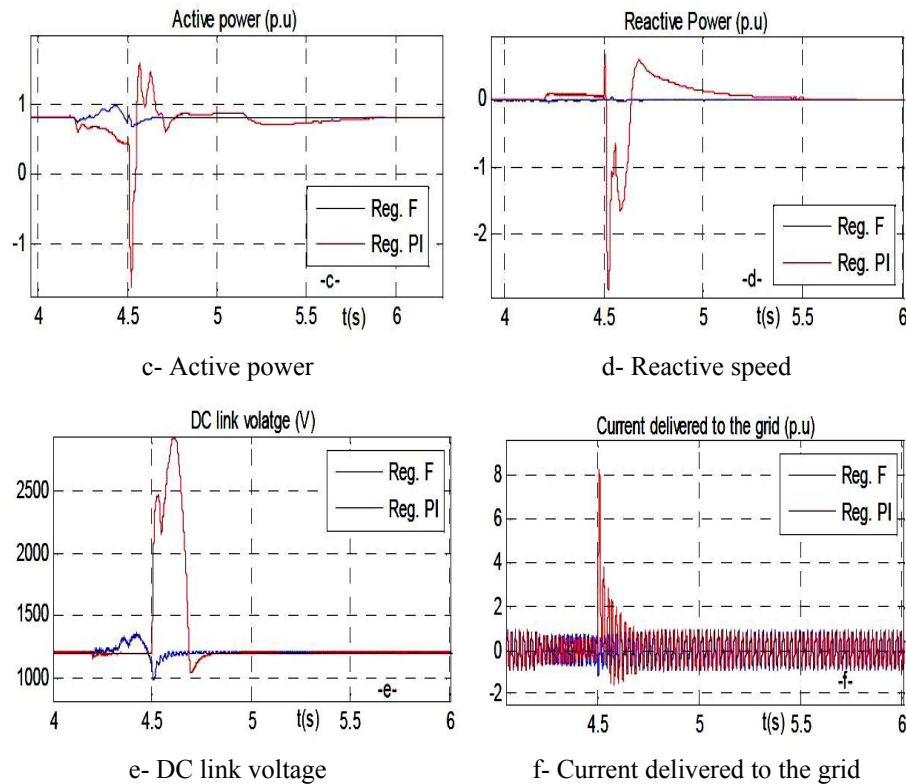 Active power (p.u)
1
0
-1
Reg. F
Reg. PI
-c-
4 4.5 5 t(s) 5.5 6
c- Active power
Reactive Power (p.u)
0
-1
-2
Reg. F
Reg. PI
-d-
4 4.5 5 t(s) 5.5 6
d- Reactive speed
DC link volatge (V)
2500
2000
1500
1000
Reg. F
Reg. PI
-e-
4 4.5 5 t(s) 5.5 6
e- DC link voltage
Current delivered to the grid (p.u)
8
6
4
2
0
-2
Reg. F
Reg. PI
-f-
4 4.5 5 t(s) 5.5 6
f- Current delivered to the grid